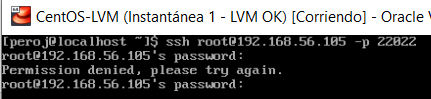 CentOS-LVM (Instantánea 1 - LVM OK) [Corriendo] - Oracle
[peroj@localhost ~]$ ssh root@192.168.56.105 -p 22022
root@192.168.56.105's password:
Permission denied, please try again.
root@192.168.56.105's password: